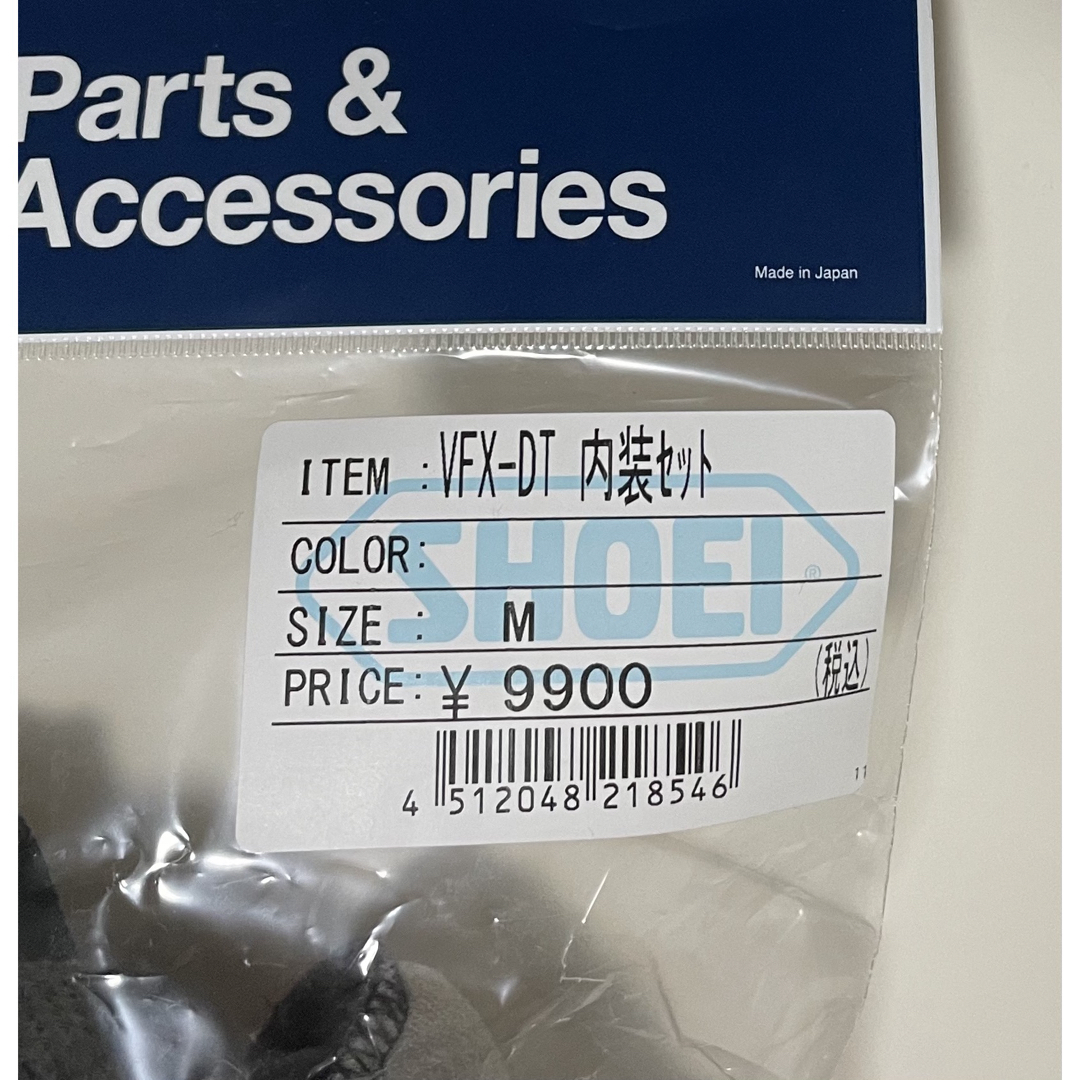 Parts &
Accessories
Made in Japan
ITEM :VFX-DT 内装ｾｯﾄ
COLOR:
SHOEI ®
SIZE : M
PRICE:¥ 9900 (税込)
4 512048 218546
11